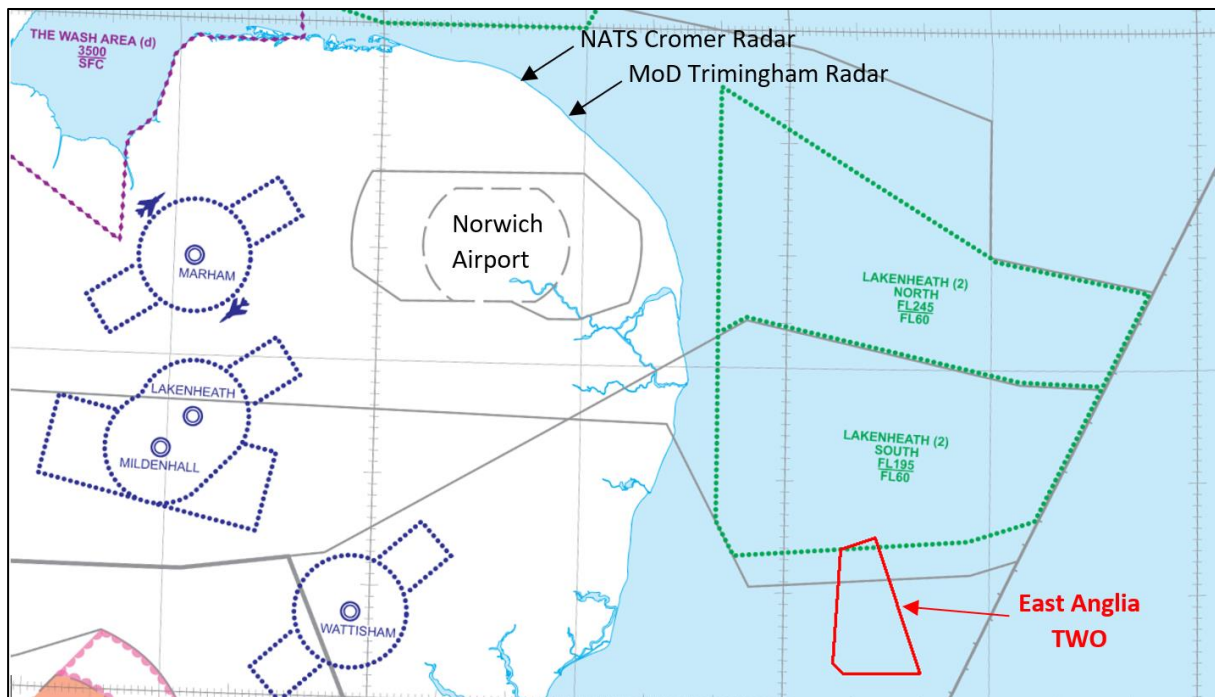 THE WASH AREA (d)
3500
SFC
NATS Cromer Radar
MoD Trimingham Radar
MARHAM
Norwich
Airport
LAKENHEATH (2)
NORTH
FL245
FL60
LAKENHEATH
MILDENHALL
LAKENHEATH (2)
SOUTH
FL195
FL60
WATTISHAM
East Anglia
TWO